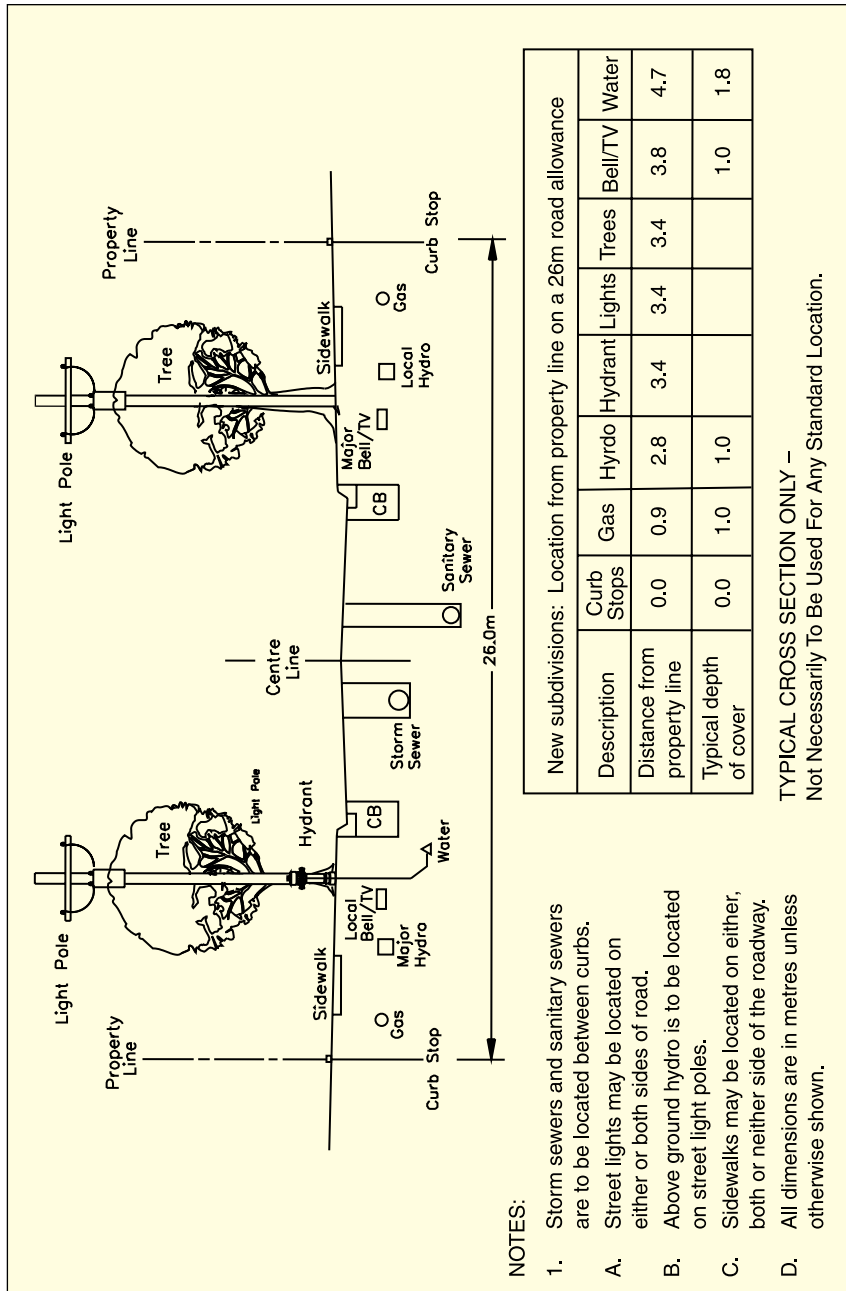 Light Pole
Light Pole
Property
Line
Tree
Light Pole
Hydrant
Centre
Line
Tree
Property
Line
Sidewalk
Sidewalk
Gas
Major
Hydro
Local
Bell/TV
CB
Water
Storm
Sewer
Sanitary
Sewer
CB
Major
Bell/TV
Local
Hydro
Gas
Curb Stop
Curb Stop
26.0m
NOTES:
1. Storm sewers and sanitary sewers
are to be located between curbs.
A. Street lights may be located on
either or both sides of road.
B. Above ground hydro is to be located
on street light poles.
C. Sidewalks may be located on either,
both or neither side of the roadway.
D. All dimensions are in metres unless
otherwise shown.
New subdivisions: Location from property line on a 26m road allowance
Description Curb Stops Gas Hyrdo Hydrant Lights Trees Bell/TV Water
Distance from property line 0.0 0.9 2.8 3.4 3.4 3.4 3.8 4.7
Typical depth of cover 0.0 1.0 1.0 1.0 1.8
TYPICAL CROSS SECTION ONLY –
Not Necessarily To Be Used For Any Standard Location.